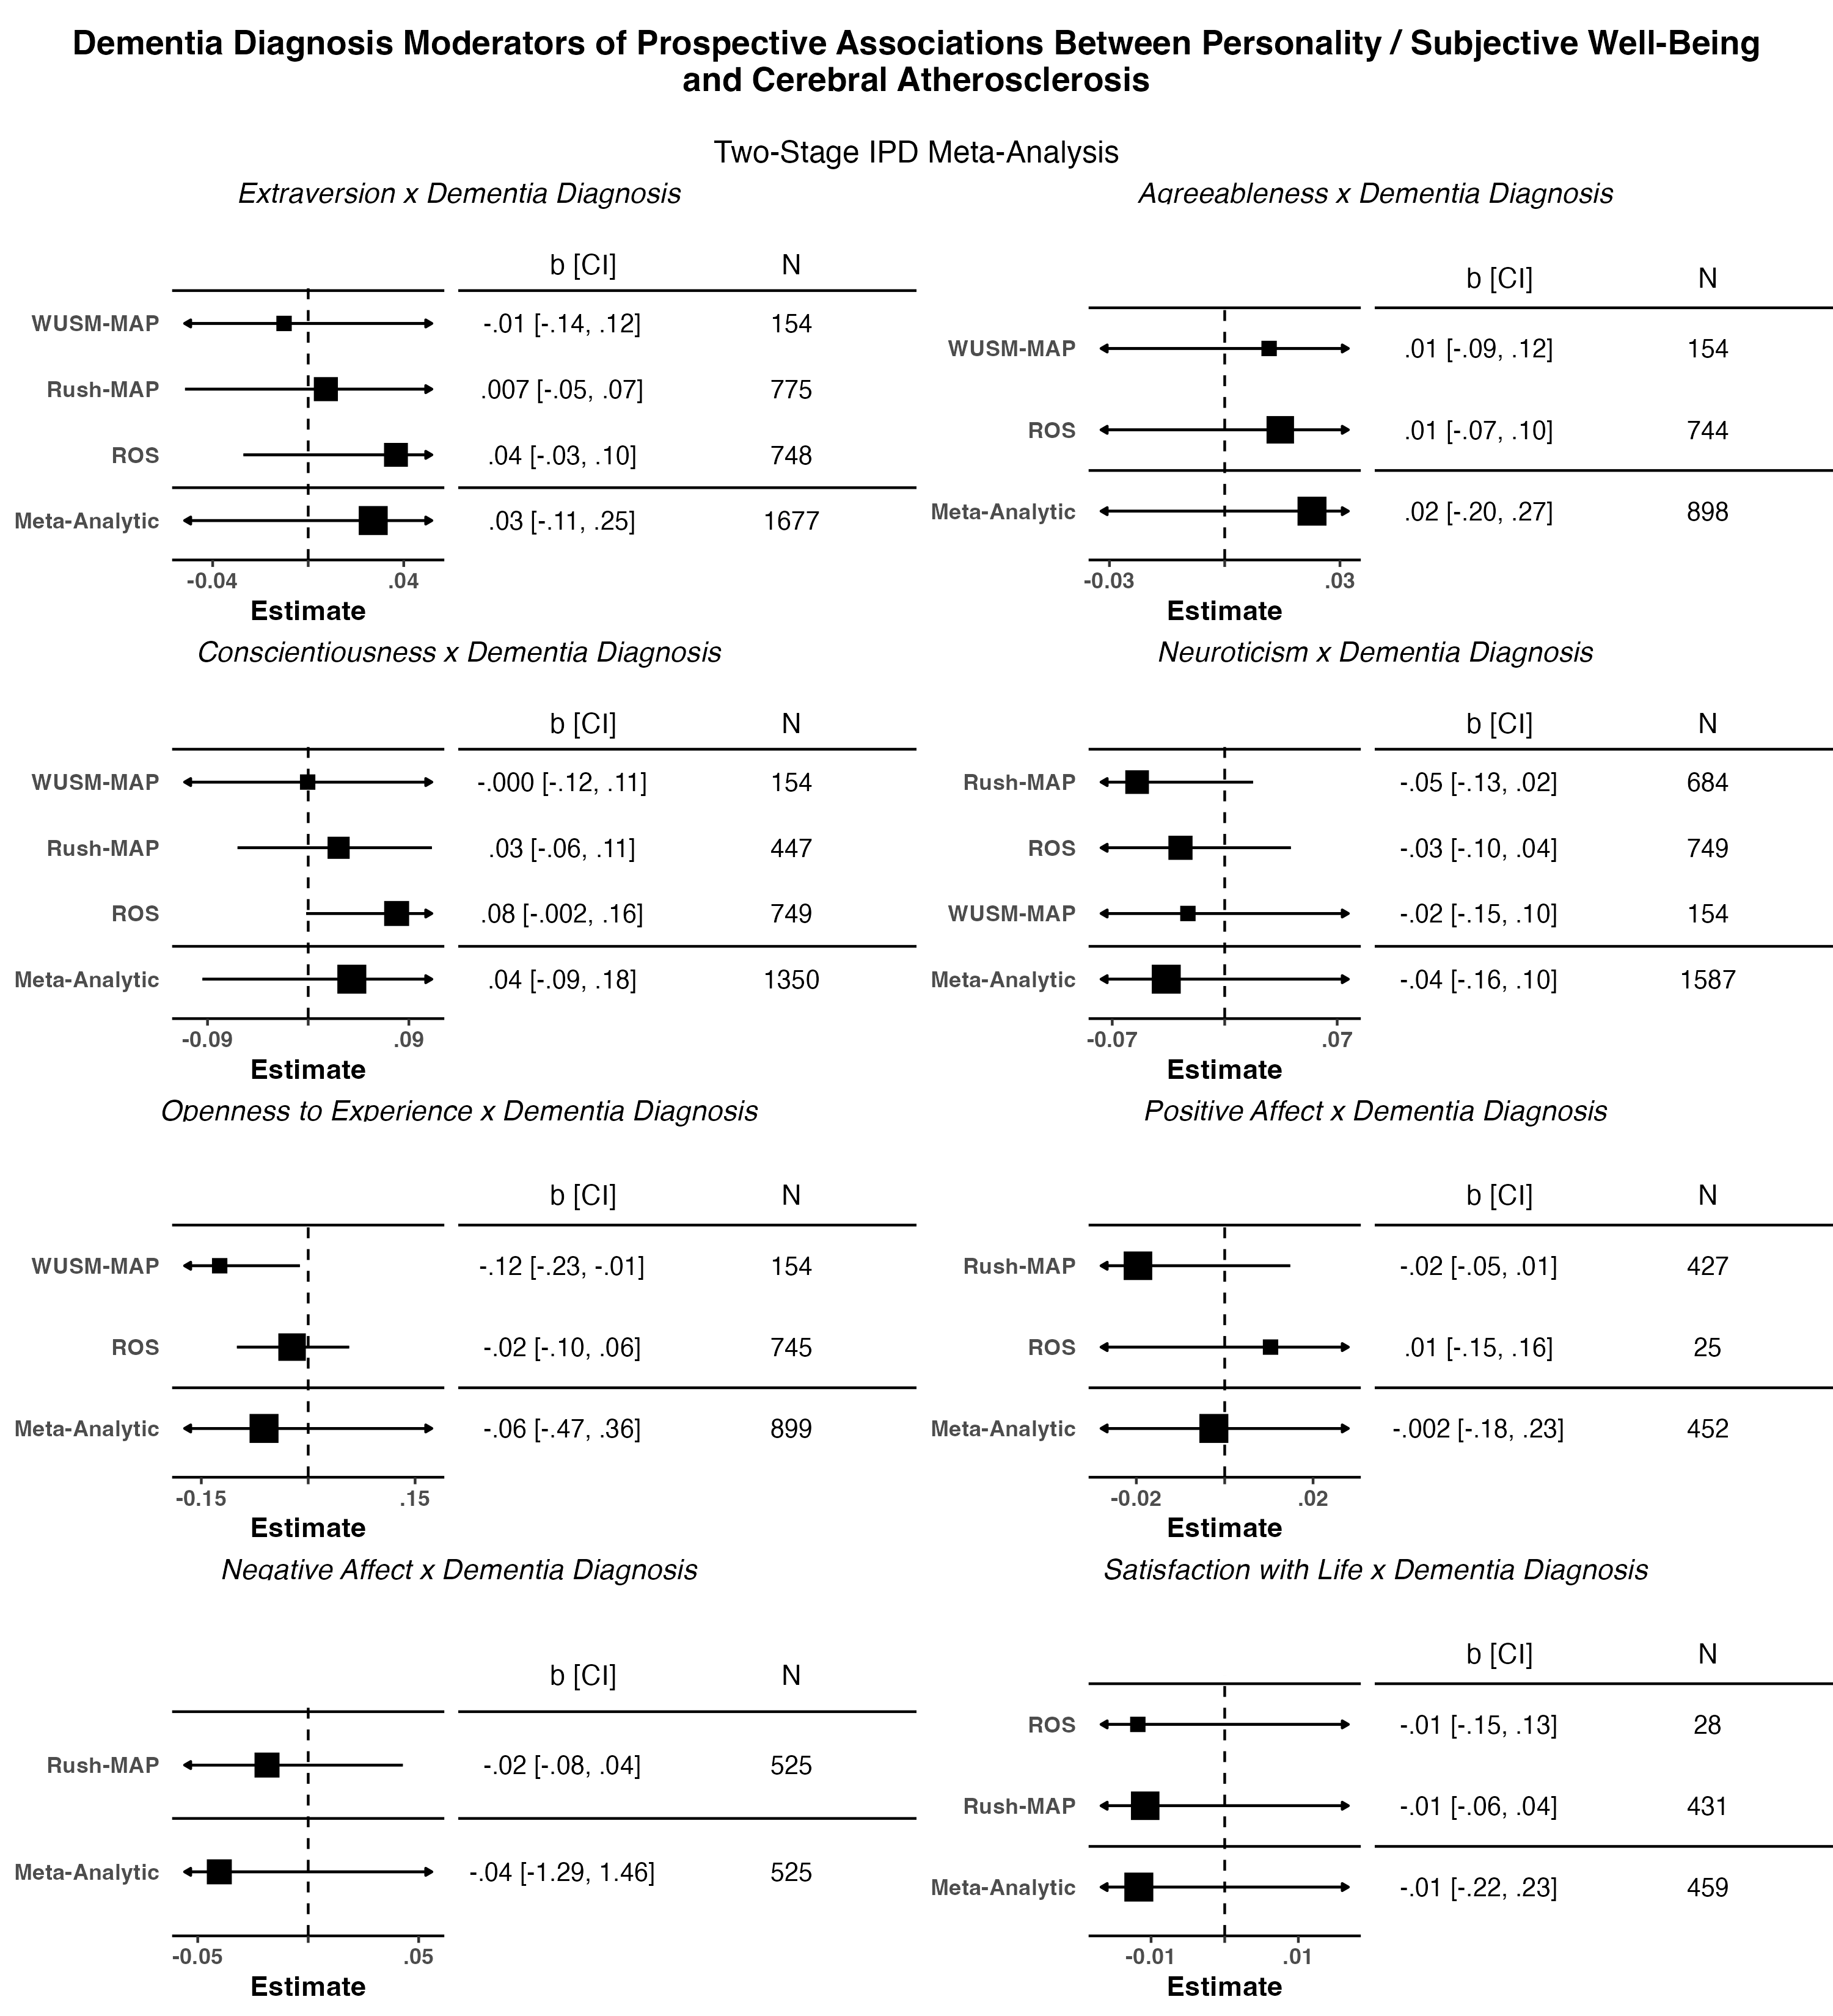 Dementia Diagnosis Moderators of Prospective Associations Between Personality / Subjective Well-Being
and Cerebral Atherosclerosis
Two-Stage IPD Meta-Analysis
Extraversion x Dementia Diagnosis
b [CI] N
WUSM-MAP -.01 [-.14, .12] 154
Rush-MAP .007 [-.05, .07] 775
ROS .04 [-.03, .10] 748
Meta-Analytic .03 [-.11, .25] 1677
-0.04 .04
Estimate
Agreeableness x Dementia Diagnosis
b [CI] N
WUSM-MAP .01 [-.09, .12] 154
ROS .01 [-.07, .10] 744
Meta-Analytic .02 [-.20, .27] 898
-0.03 .03
Estimate
Conscientiousness x Dementia Diagnosis
b [CI] N
WUSM-MAP -.000 [-.12, .11] 154
Rush-MAP .03 [-.06, .11] 447
ROS .08 [-.002, .16] 749
Meta-Analytic .04 [-.09, .18] 1350
-0.09 .09
Estimate
Neuroticism x Dementia Diagnosis
b [CI] N
Rush-MAP -.05 [-.13, .02] 684
ROS -.03 [-.10, .04] 749
WUSM-MAP -.02 [-.15, .10] 154
Meta-Analytic -.04 [-.16, .10] 1587
-0.07 .07
Estimate
Openness to Experience x Dementia Diagnosis
b [CI] N
WUSM-MAP -.12 [-.23, -.01] 154
ROS -.02 [-.10, .06] 745
Meta-Analytic -.06 [-.47, .36] 899
-0.15 .15
Estimate
Positive Affect x Dementia Diagnosis
b [CI] N
Rush-MAP -.02 [-.05, .01] 427
ROS .01 [-.15, .16] 25
Meta-Analytic -.002 [-.18, .23] 452
-0.02 .02
Estimate
Negative Affect x Dementia Diagnosis
b [CI] N
Rush-MAP -.02 [-.08, .04] 525
Meta-Analytic -.04 [-1.29, 1.46] 525
-0.05 .05
Estimate
Satisfaction with Life x Dementia Diagnosis
b [CI] N
ROS -.01 [-.15, .13] 28
Rush-MAP -.01 [-.06, .04] 431
Meta-Analytic -.01 [-.22, .23] 459
-0.01 .01
Estimate